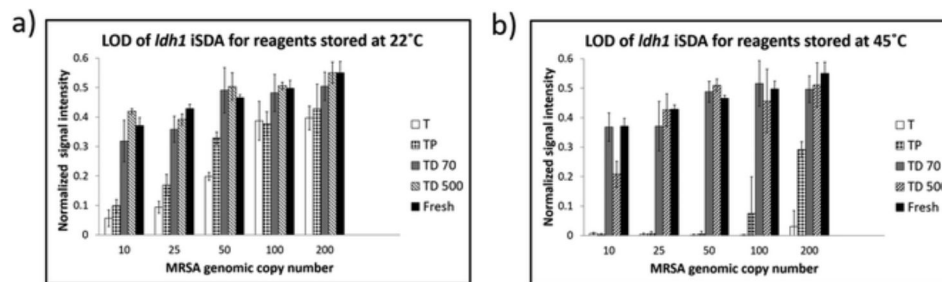 a)
LOD of ldh1 iSDA for reagents stored at 22˚C
Normalized signal intensity
0.6
0.5
0.4
0.3
0.2
0.1
0
10 25 50 100 200
MRSA genomic copy number
T
TP
TD 70
TD 500
Fresh
b)
LOD of ldh1 iSDA for reagents stored at 45˚C
Normalized signal intensity
0.6
0.5
0.4
0.3
0.2
0.1
0
10 25 50 100 200
MRSA genomic copy number
T
TP
TD 70
TD 500
Fresh